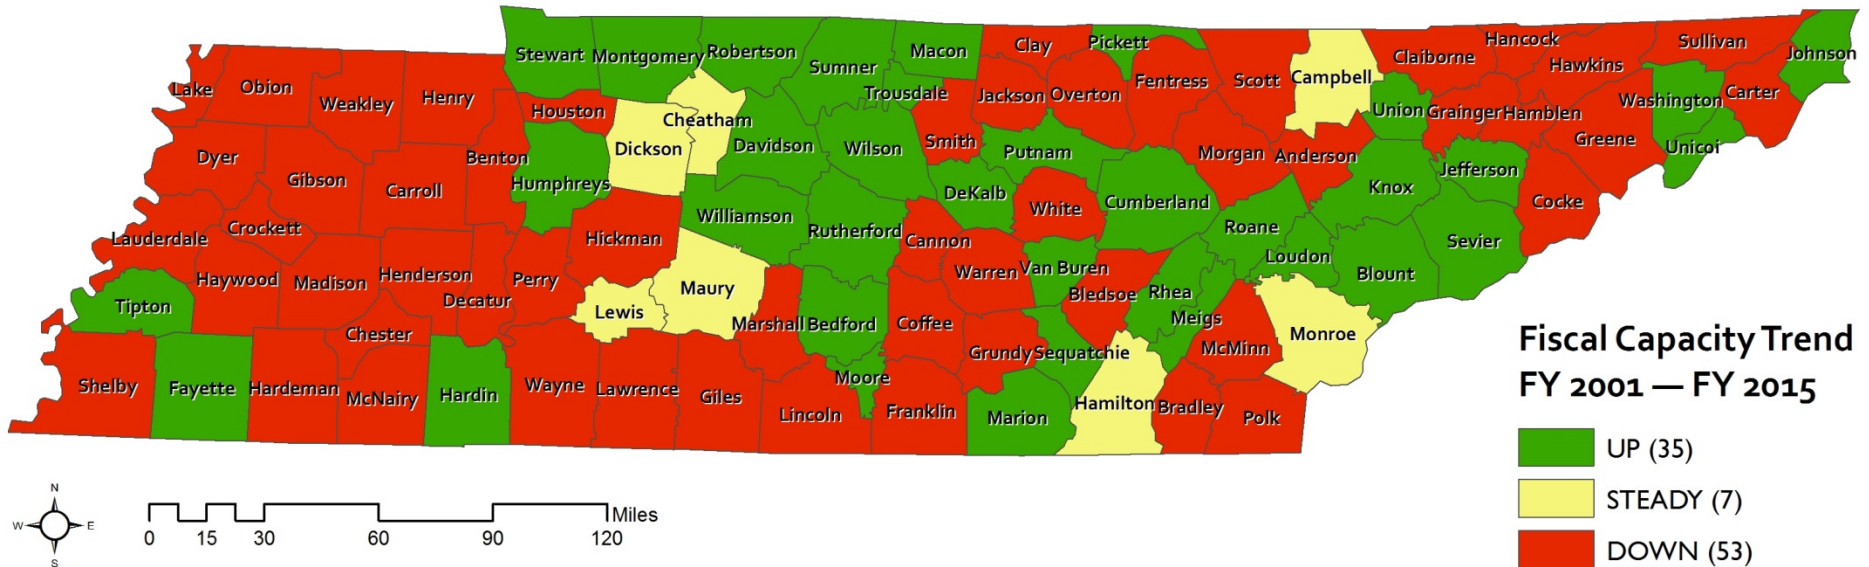 Stewart
Montgomery
Robertson
Sumner
Macon
Clay
Pickett
Fentress
Scott
Campbell
Claiborne
Hancock
Hawkins
Sullivan
Johnson
Lake
Obion
Weakley
Henry
Houston
Dickson
Cheatham
Trousdale
Jackson
Overton
Union
Grainger
Hamblen
Washington
Carter
Dyer
Gibson
Carroll
Benton
Humphreys
Davidson
Wilson
Smith
Putnam
Morgan
Anderson
Knox
Jefferson
Greene
Unicoi
Lauderdale
Crockett
Hickman
Williamson
Rutherford
Cannon
DeKalb
White
Cumberland
Roane
Loudon
Blount
Sevier
Cocke
Tipton
Haywood
Madison
Henderson
Decatur
Perry
Lewis
Maury
Marshall
Bedford
Coffee
Warren
Van Buren
Bledsoe
Rhea
Meigs
McMinn
Monroe
Shelby
Fayette
Hardeman
Chester
McNairy
Hardin
Wayne
Lawrence
Giles
Lincoln
Moore
Franklin
Grundy
Sequatchie
Marion
Hamilton
Bradley
Polk
Fiscal Capacity Trend
FY 2001 — FY 2015
UP (35)
STEADY (7)
DOWN (53)
N
W E
S
Miles
0 15 30 60 90 120